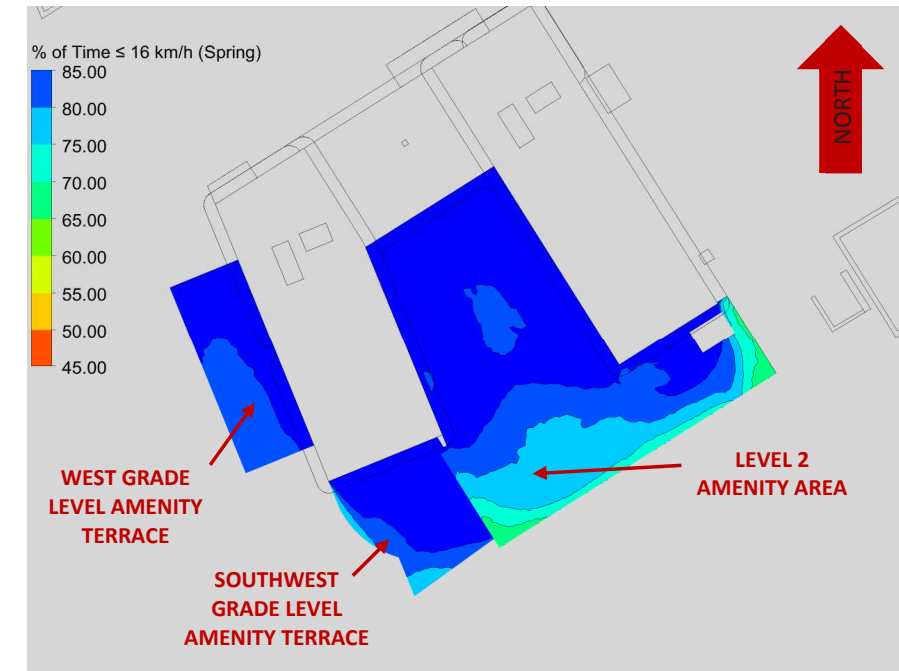 % of Time ≤ 16 km/h (Spring)
85.00
80.00
75.00
70.00
65.00
60.00
55.00
50.00
45.00
NORTH
WEST GRADE
LEVEL AMENITY
TERRACE
LEVEL 2
AMENITY AREA
SOUTHWEST
GRADE LEVEL
AMENITY TERRACE